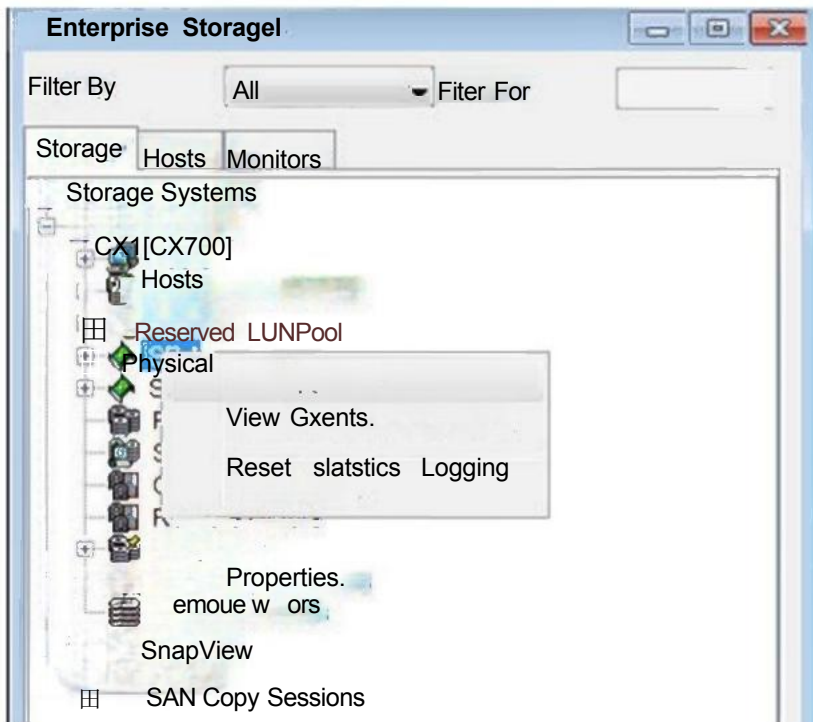 Enterprise Storagel
Filter By All Fiter For
Storage Hosts Monitors
Storage Systems
CX1[CX700]
Hosts
Reserved LUNPool
Physical
View Gxents.
Reset slatstics Logging
Properties.
emoue w ors
SnapView
SAN Copy Sessions